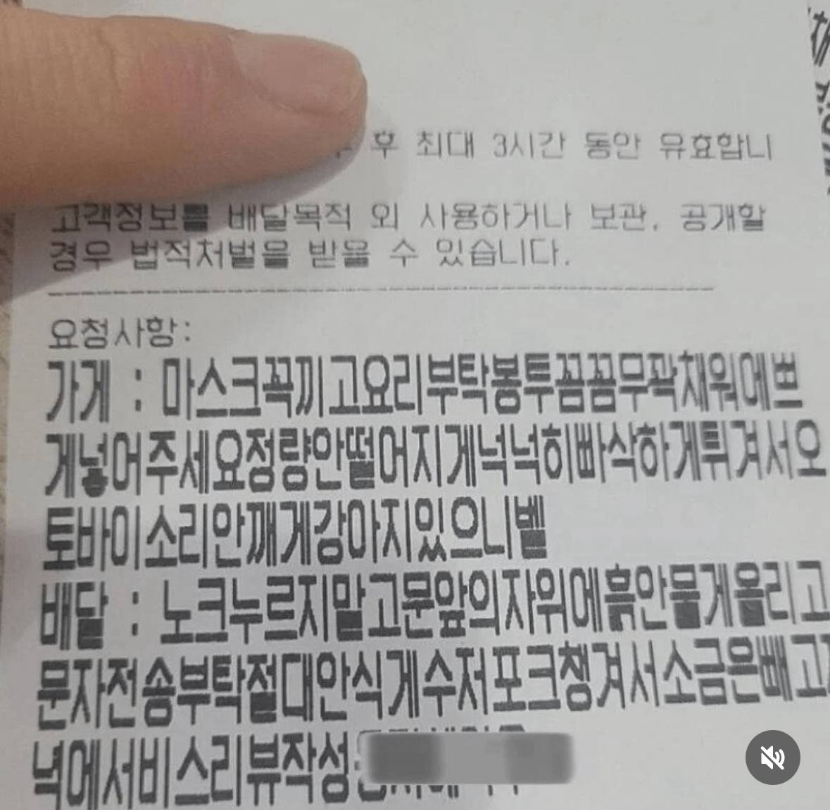 후 최대 3시간 동안 유효합니
고객정보를 배달목적 외 사용하거나 보관, 공개할
경우 법적처벌을 받을 수 있습니다.
요청사항:
가게 : 마스크꼭끼고요리부탁봉투꼼꼼무꽉채워에쁘
게넣어주세요정량안떨어지게넉넉히빠삭하게튀겨서오
토바이소리안깨게강아지있으니벨
배달 : 노크누르지말고문앞의자위에흙안물게올리고
문자전송부탁절대안식게수저포크챙겨서소금은빼고
넉에서비스리뷰작성